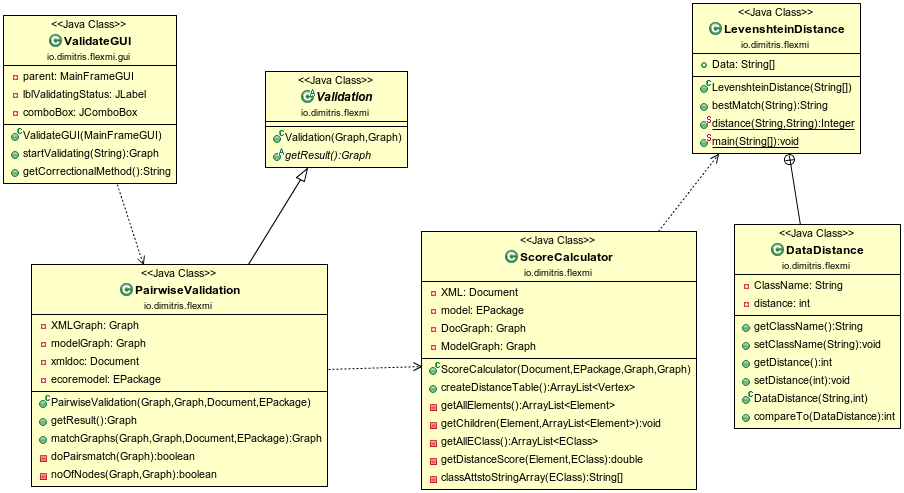 <<Java Class>>
ValidateGUI
io.dimitris.flexmi.gui
parent: MainFrameGUI
lblValidatingStatus: JLabel
comboBox: JComboBox
ValidateGUI(MainFrameGUI)
startValidating(String):Graph
getCorrectionalMethod():String
<<Java Class>>
Validation
io.dimitris.flexmi
Validation(Graph,Graph)
getResult():Graph
<<Java Class>>
LevenshteinDistance
io.dimitris.flexmi
Data: String[]
LevenshteinDistance(String[])
bestMatch(String):String
distance(String,String):Integer
main(String[]):void
<<Java Class>>
PairwiseValidation
io.dimitris.flexmi
XMLGraph: Graph
modelGraph: Graph
xmldoc: Document
ecoremodel: EPackage
PairwiseValidation(Graph,Graph,Document,EPackage)
getResult():Graph
matchGraphs(Graph,Graph,Document,EPackage):Graph
doPairsmatch(Graph):boolean
noOfNodes(Graph,Graph):boolean
<<Java Class>>
ScoreCalculator
io.dimitris.flexmi
XML: Document
model: EPackage
DocGraph: Graph
ModelGraph: Graph
ScoreCalculator(Document,EPackage,Graph,Graph)
createDistanceTable():ArrayList<Vertex>
getAllElements():ArrayList<Element>
getChildren(Element,ArrayList<Element>):void
getAllEClass():ArrayList<EClass>
getDistanceScore(Element,EClass):double
classAttstoStringArray(EClass):String[]
<<Java Class>>
DataDistance
io.dimitris.flexmi
ClassName: String
distance: int
getClassName():String
setClassName(String):void
getDistance():int
setDistance(int):void
DataDistance(String,int)
compareTo(DataDistance):int